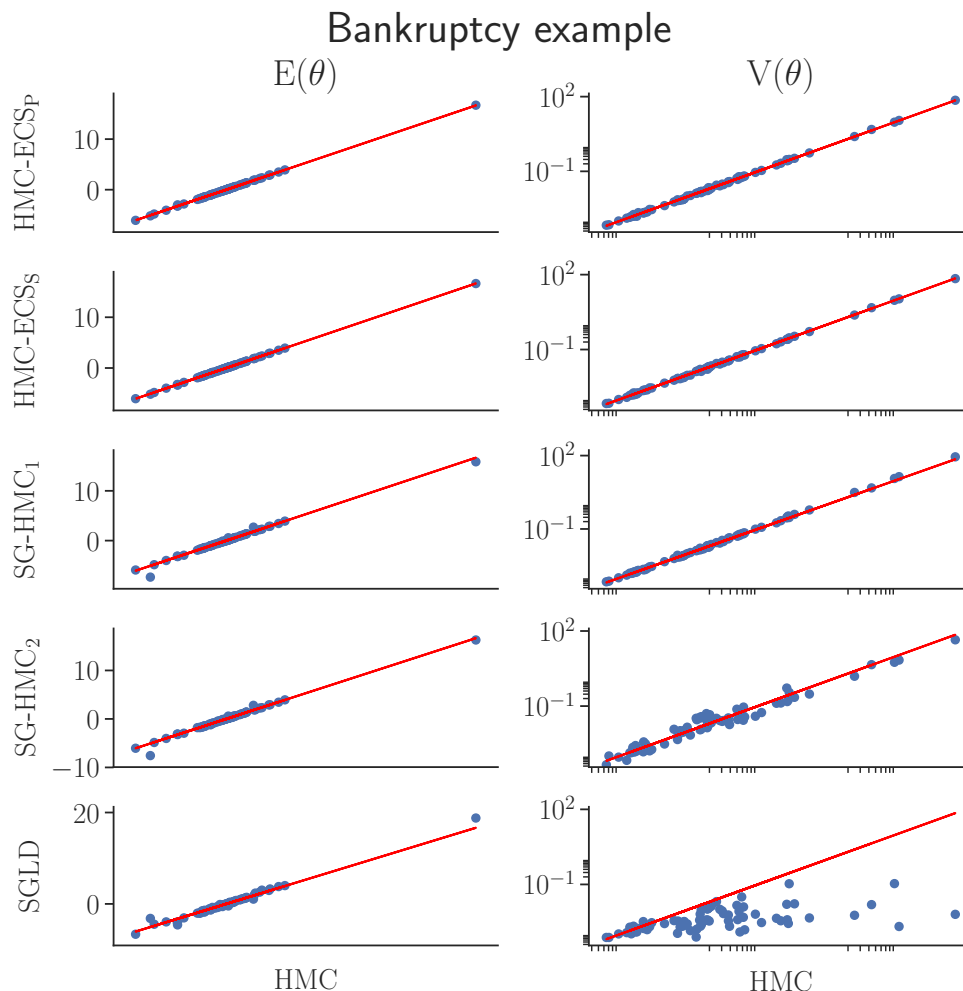 Bankruptcy example
E(θ)
V(θ)
HMC-ECS_P
10
0
10^2
10^-1
HMC-ECS_S
10
0
10^2
10^-1
SG-HMC_1
10
0
10^2
10^-1
SG-HMC_2
10
0
−10
10^2
10^-1
SGLD
20
0
10^2
10^-1
HMC
HMC